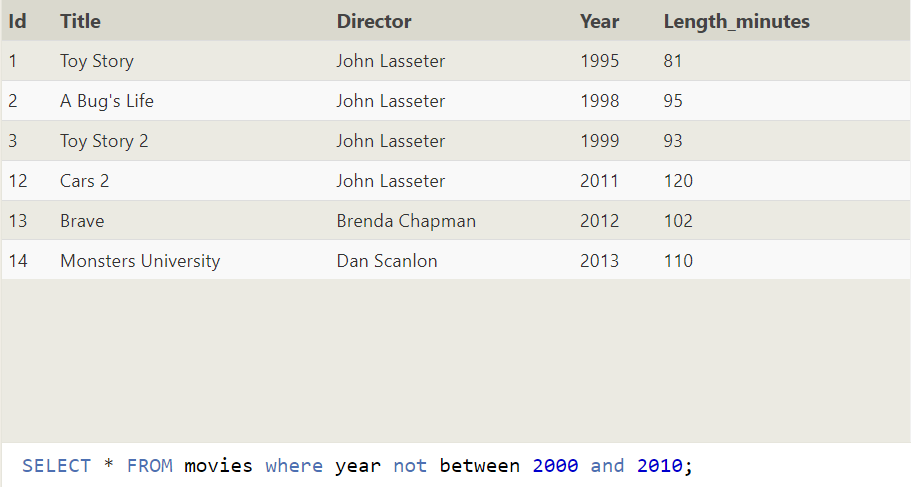 Id Title Director Year Length_minutes
1 Toy Story John Lasseter 1995 81
2 A Bug's Life John Lasseter 1998 95
3 Toy Story 2 John Lasseter 1999 93
12 Cars 2 John Lasseter 2011 120
13 Brave Brenda Chapman 2012 102
14 Monsters University Dan Scanlon 2013 110
SELECT * FROM movies where year not between 2000 and 2010;